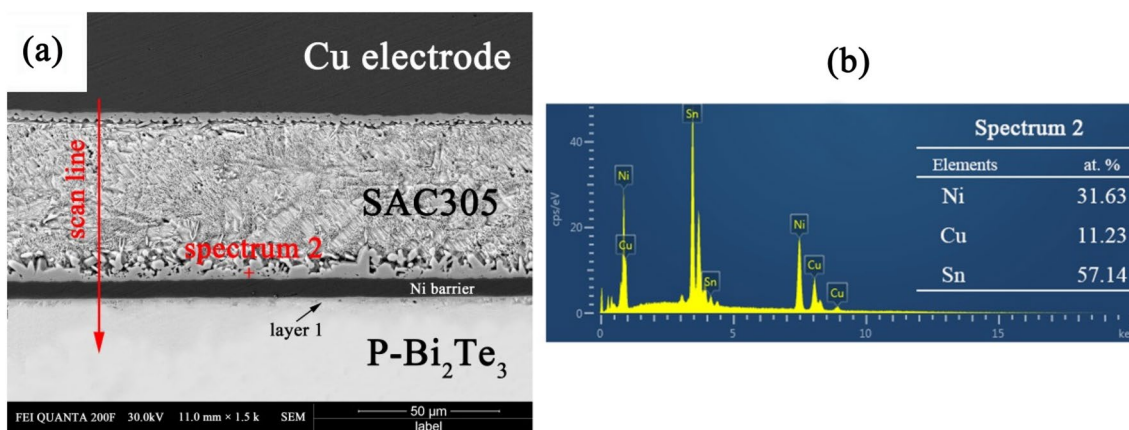 (a)
Cu electrode
scan line
SAC305
spectrum 2
+
Ni barrier
layer 1
P-Bi₂Te₃
FEI QUANTA 200F 30.0kV 11.0 mm × 1.5 k SEM
50 μm
label
(b)
cps/eV
40
20
0
Sn
Ni
Cu
Sn
Ni
Cu
Cu
0 5 10 15 ke
Spectrum 2
Elements at. %
Ni 31.63
Cu 11.23
Sn 57.14